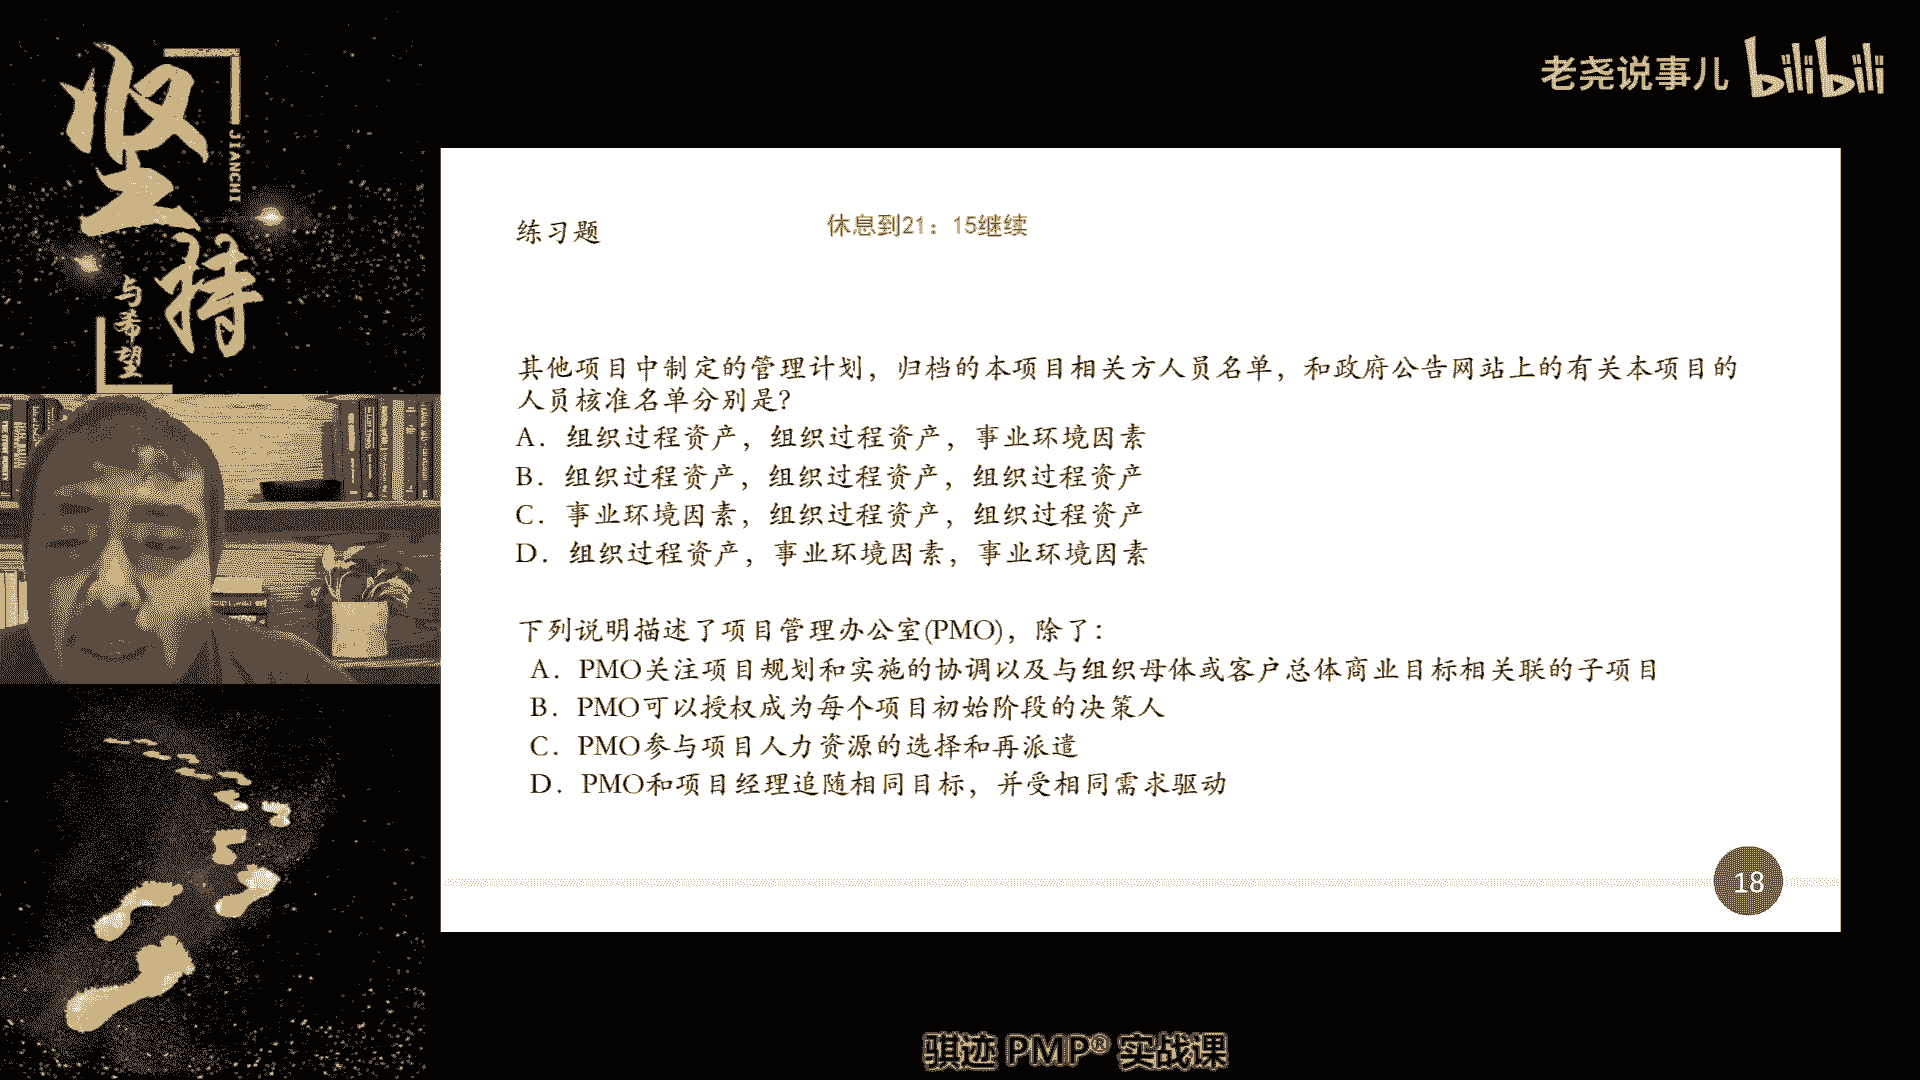 坚持
JIANCHI
与希望
老尧说事儿 bilibili
练习题
休息到21：15继续
其他项目中制定的管理计划，归档的本项目相关方人员名单，和政府公告网站上的有关本项目的
人员核准名单分别是？
A．组织过程资产，组织过程资产，事业环境因素
B．组织过程资产，组织过程资产，组织过程资产
C．事业环境因素，组织过程资产，组织过程资产
D．组织过程资产，事业环境因素，事业环境因素
下列说明描述了项目管理办公室(PMO)，除了：
A．PMO关注项目规划和实施的协调以及与组织母体或客户总体商业目标相关联的子项目
B．PMO可以授权成为每个项目初始阶段的决策人
C．PMO参与项目人力资源的选择和再派遣
D．PMO和项目经理追随相同目标，并受相同需求驱动
18
骐迹 PMP® 实战课